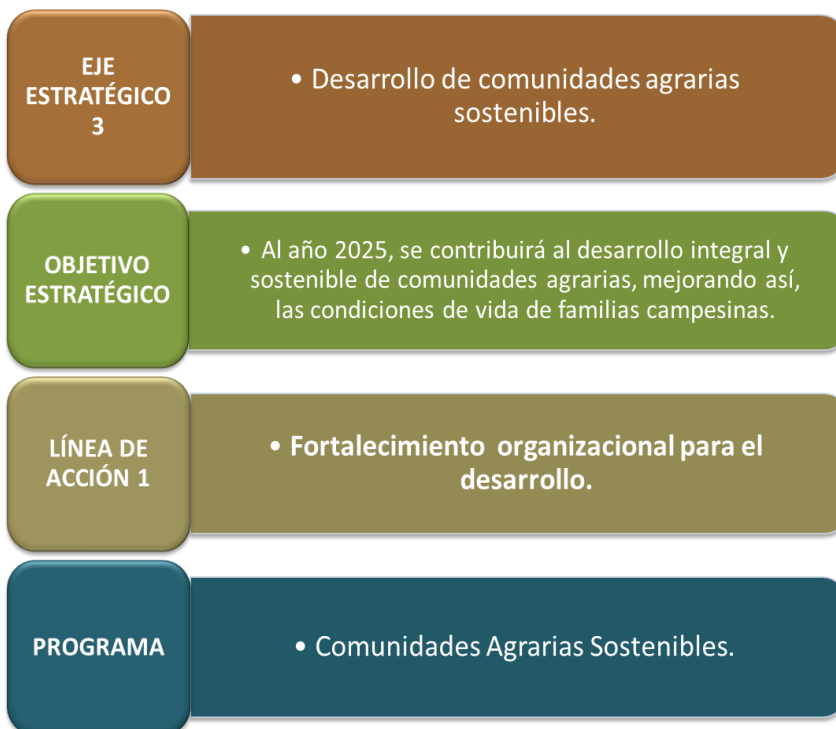 EJE
ESTRATÉGICO
3
• Desarrollo de comunidades agrarias
sostenibles.
OBJETIVO
ESTRATÉGICO
• Al año 2025, se contribuirá al desarrollo integral y
sostenible de comunidades agrarias, mejorando así,
las condiciones de vida de familias campesinas.
LÍNEA DE
ACCIÓN 1
• Fortalecimiento organizacional para el
desarrollo.
PROGRAMA
• Comunidades Agrarias Sostenibles.